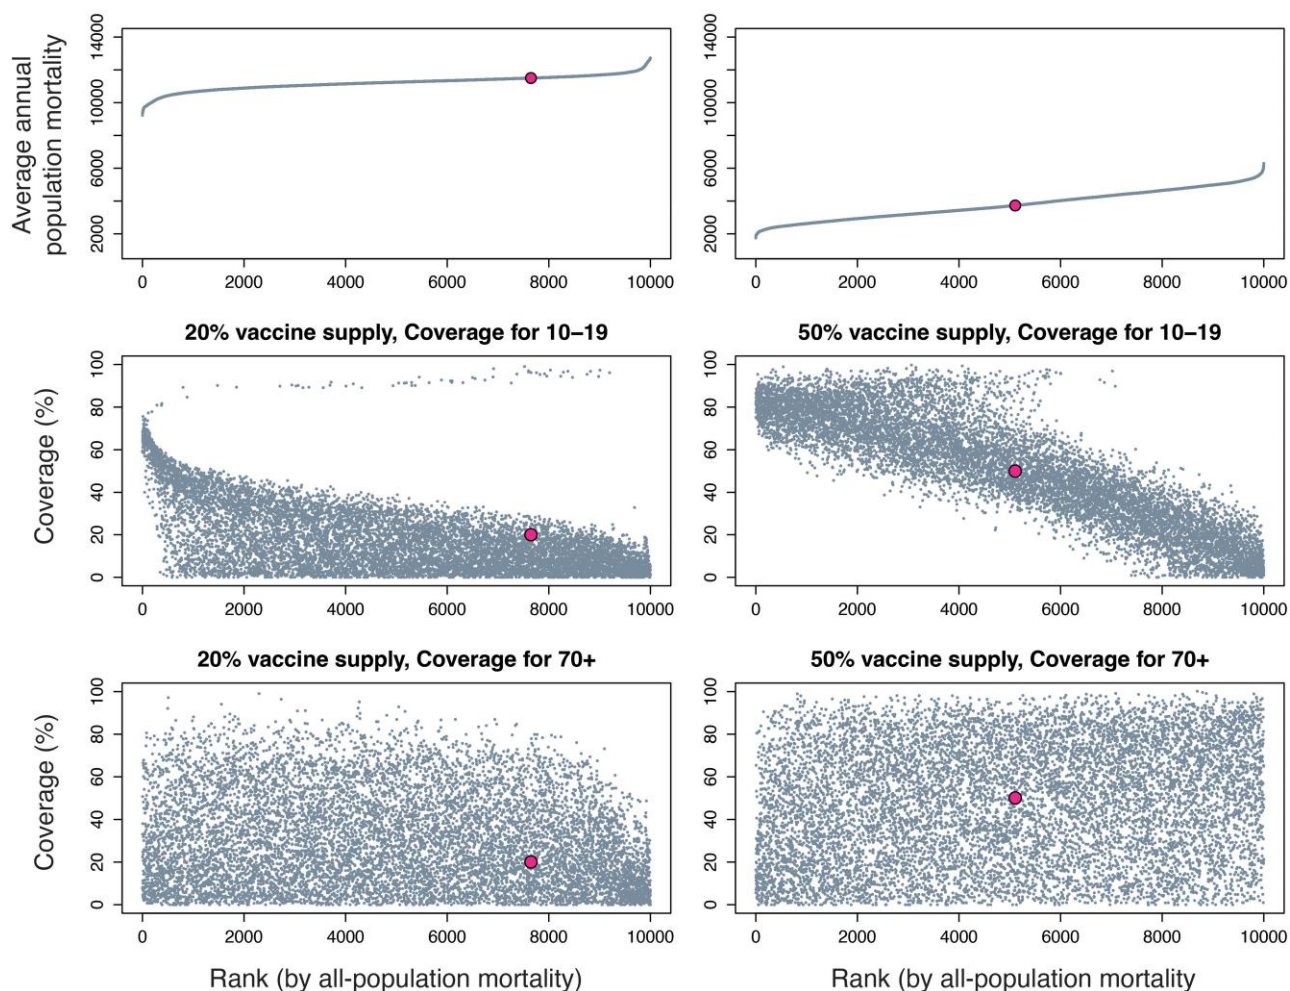 Average annual
population mortality
14000
10000
6000
2000
0 2000 4000 6000 8000 10000
14000
10000
6000
2000
0 2000 4000 6000 8000 10000
20% vaccine supply, Coverage for 10–19
50% vaccine supply, Coverage for 10–19
Coverage (%)
100
80
60
40
20
0
0 2000 4000 6000 8000 10000
100
80
60
40
20
0
0 2000 4000 6000 8000 10000
20% vaccine supply, Coverage for 70+
50% vaccine supply, Coverage for 70+
Coverage (%)
100
80
60
40
20
0
0 2000 4000 6000 8000 10000
100
80
60
40
20
0
0 2000 4000 6000 8000 10000
Rank (by all-population mortality)
Rank (by all-population mortality